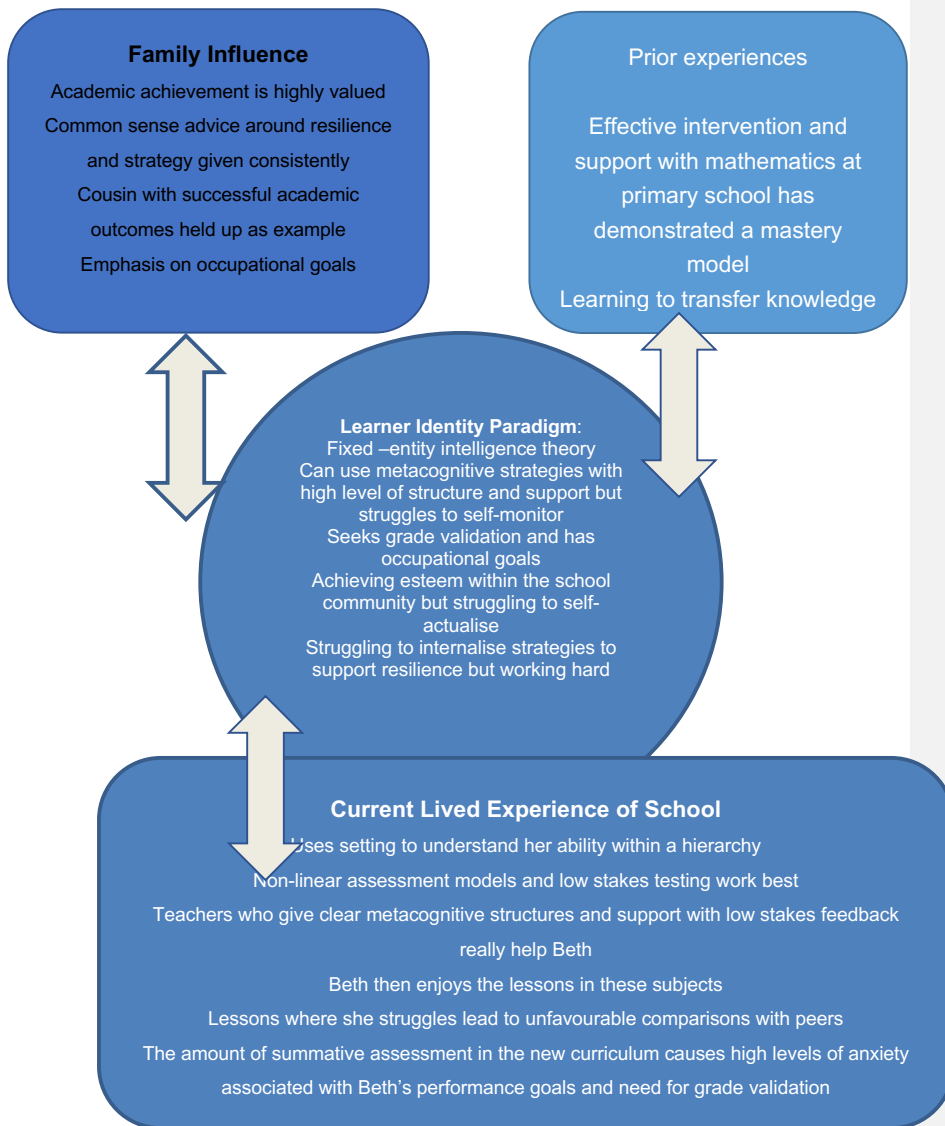 Family Influence
Academic achievement is highly valued
Common sense advice around resilience
and strategy given consistently
Cousin with successful academic
outcomes held up as example
Emphasis on occupational goals
Prior experiences
Effective intervention and
support with mathematics at
primary school has
demonstrated a mastery
model
Learning to transfer knowledge
Learner Identity Paradigm:
Fixed –entity intelligence theory
Can use metacognitive strategies with
high level of structure and support but
struggles to self-monitor
Seeks grade validation and has
occupational goals
Achieving esteem within the school
community but struggling to self-
actualise
Struggling to internalise strategies to
support resilience but working hard
Current Lived Experience of School
Uses setting to understand her ability within a hierarchy
Non-linear assessment models and low stakes testing work best
Teachers who give clear metacognitive structures and support with low stakes feedback
really help Beth
Beth then enjoys the lessons in these subjects
Lessons where she struggles lead to unfavourable comparisons with peers
The amount of summative assessment in the new curriculum causes high levels of anxiety
associated with Beth's performance goals and need for grade validation